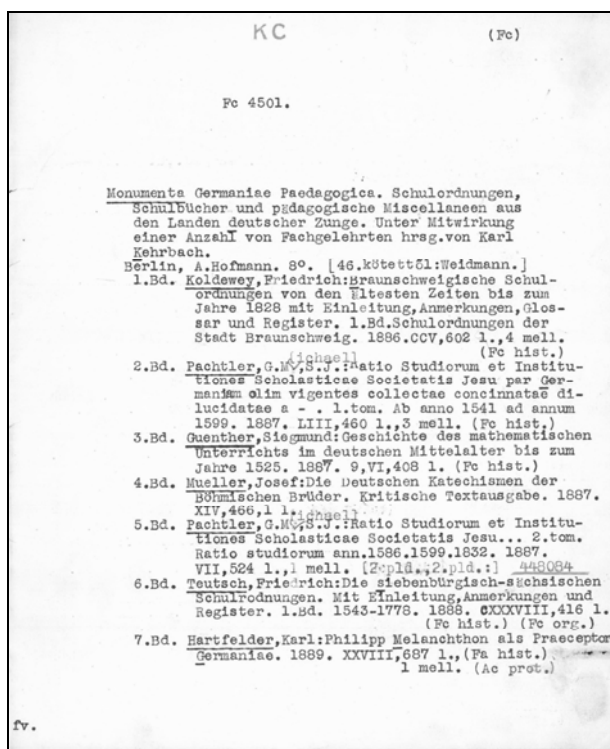 KC (Fc)
Fc 4501.
Monumenta Germaniae Paedagogica. Schulordnungen,
Schulbücher und pädagogische Miscellaneen aus
den Landen deutscher Zunge. Unter Mitwirkung
einer Anzahl von Fachgelehrten hrsg.von Karl
Kehrbach.
Berlin, A.Hofmann. 8°. [46.kötettől:Weidmann.]
1.Bd. Koldewey,Friedrich:Braunschweigische Schul-
ordnungen von den ältesten Zeiten bis zum
Jahre 1828 mit Einleitung,Anmerkungen,Glos-
sar und Register. 1.Bd.Schulordnungen der
Stadt Braunschweig. 1886.CCV,602 l.,4 mell.
(Fc hist.)
ichael]
2.Bd. Pachtler,G.M,S.J.:Ratio Studiorum et Institu-
tiones Scholasticae Societatis Jesu par Ger-
maniam olim vigentes collectae concinnatae di-
lucidatae a - . 1.tom. Ab anno 1541 ad annum
1599. 1887. LIII,460 l.,3 mell. (Fc hist.)
3.Bd. Guenther,Siegmund:Geschichte des mathematischen
Unterrichts im deutschen Mittelalter bis zum
Jahre 1525. 1887. 9,VI,408 l. (Fc hist.)
4.Bd. Mueller,Josef:Die Deutschen Katechismen der
Böhmischen Brüder. Kritische Textausgabe. 1887.
XIV,466,1 l.
ichael]
5.Bd. Pachtler,G.M,S.J.:Ratio Studiorum et Institu-
tiones Scholasticae Societatis Jesu... 2.tom.
Ratio studiorum ann.1586.1599.1832. 1887.
VII,524 l.,1 mell. [2 pld.,2.pld.:] 448084
6.Bd. Teutsch,Friedrich:Die siebenbürgisch-sächsischen
Schulrodnungen. Mit Einleitung,Anmerkungen und
Register. 1.Bd. 1543-1778. 1888. CXXXVIII,416 l.
(Fc hist.) (Fc org.)
7.Bd. Hartfelder,Karl:Philipp Melanchthon als Praeceptor
Germaniae. 1889. XXVIII,687 l.,(Fa hist.)
1 mell. (Ac prot.)
fv.